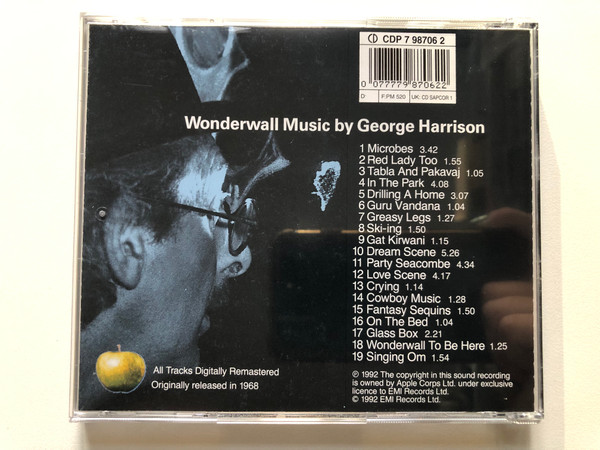 CD CDP 7 98706 2
0 077779 870622
D: F:PM 520 UK: CD SAPCOR 1
Wonderwall Music by George Harrison
1 Microbes 3.42
2 Red Lady Too 1.55
3 Tabla And Pakavaj 1.05
4 In The Park 4.08
5 Drilling A Home 3.07
6 Guru Vandana 1.04
7 Greasy Legs 1.27
8 Ski-ing 1.50
9 Gat Kirwani 1.15
10 Dream Scene 5.26
11 Party Seacombe 4.34
12 Love Scene 4.17
13 Crying 1.14
14 Cowboy Music 1.28
15 Fantasy Sequins 1.50
16 On The Bed 1.04
17 Glass Box 2.21
18 Wonderwall To Be Here 1.25
19 Singing Om 1.54
All Tracks Digitally Remastered
Originally released in 1968
℗ 1992 The copyright in this sound recording
is owned by Apple Corps Ltd. under exclusive
licence to EMI Records Ltd.
© 1992 EMI Records Ltd.